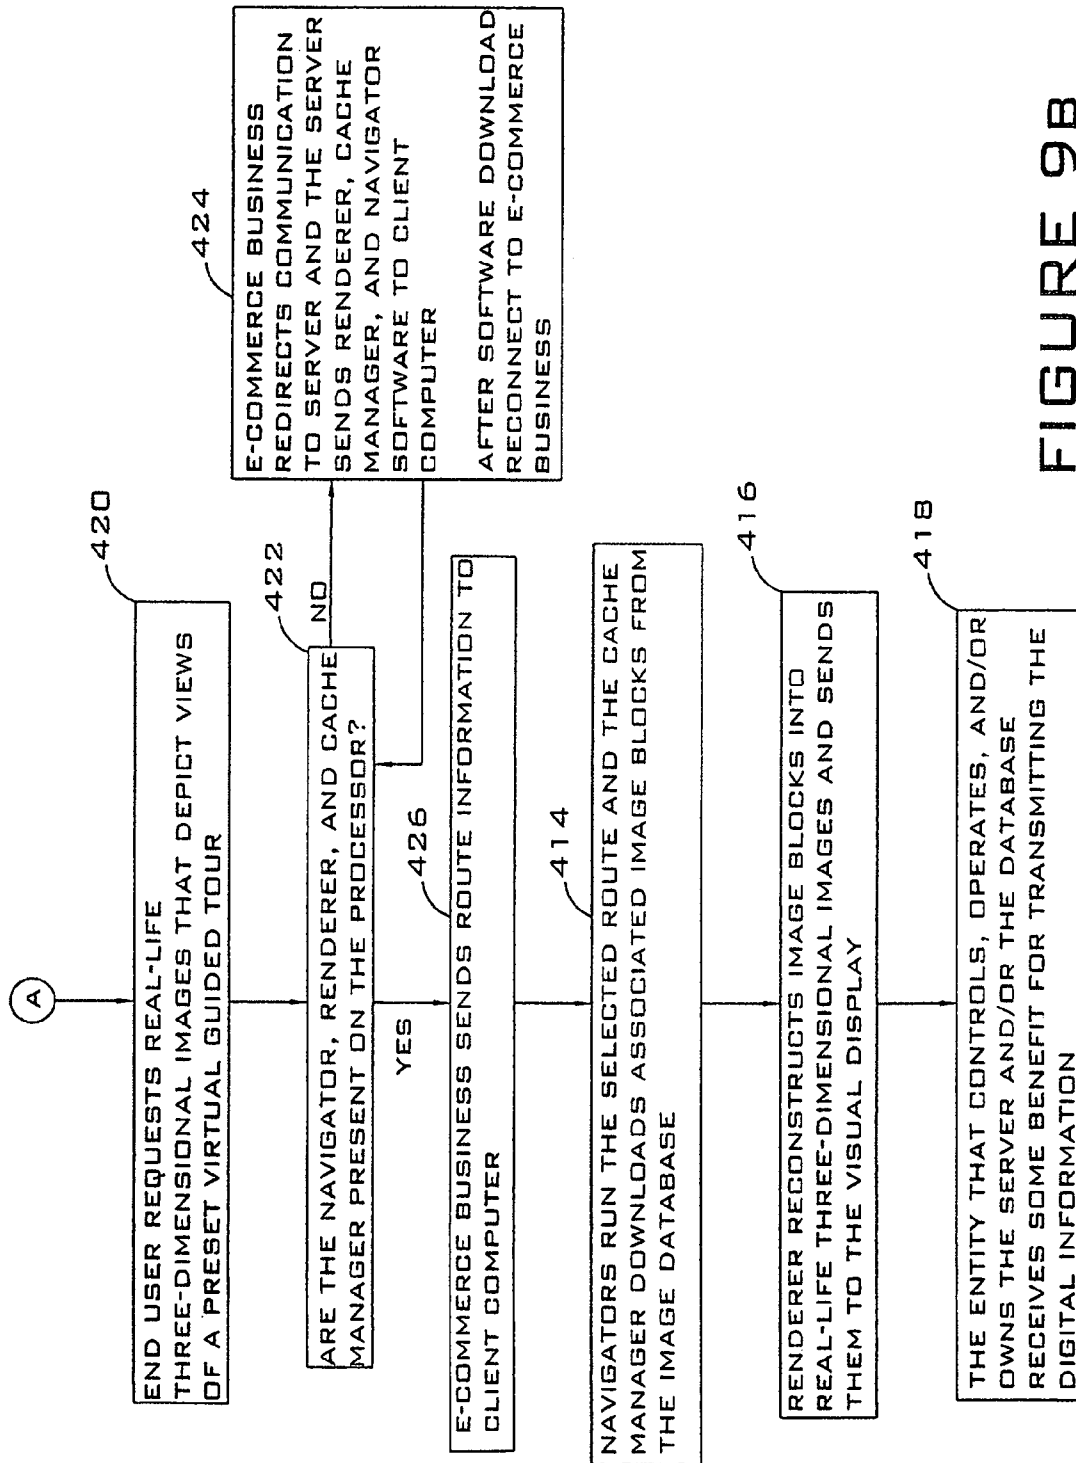 A
420
END USER REQUESTS REAL-LIFE
THREE-DIMENSIONAL IMAGES THAT DEPICT VIEWS
OF A PRESET VIRTUAL GUIDED TOUR
422
ARE THE NAVIGATOR, RENDERER, AND CACHE
MANAGER PRESENT ON THE PROCESSOR?
NO
424
E-COMMERCE BUSINESS
REDIRECTS COMMUNICATION
TO SERVER AND THE SERVER
SENDS RENDERER, CACHE
MANAGER, AND NAVIGATOR
SOFTWARE TO CLIENT
COMPUTER
AFTER SOFTWARE DOWNLOAD
RECONNECT TO E-COMMERCE
BUSINESS
YES
426
E-COMMERCE BUSINESS SENDS ROUTE INFORMATION TO
CLIENT COMPUTER
414
NAVIGATORS RUN THE SELECTED ROUTE AND THE CACHE
MANAGER DOWNLOADS ASSOCIATED IMAGE BLOCKS FROM
THE IMAGE DATABASE
416
RENDERER RECONSTRUCTS IMAGE BLOCKS INTO
REAL-LIFE THREE-DIMENSIONAL IMAGES AND SENDS
THEM TO THE VISUAL DISPLAY
418
THE ENTITY THAT CONTROLS, OPERATES, AND/OR
OWNS THE SERVER AND/OR THE DATABASE
RECEIVES SOME BENEFIT FOR TRANSMITTING THE
DIGITAL INFORMATION
FIGURE 9B